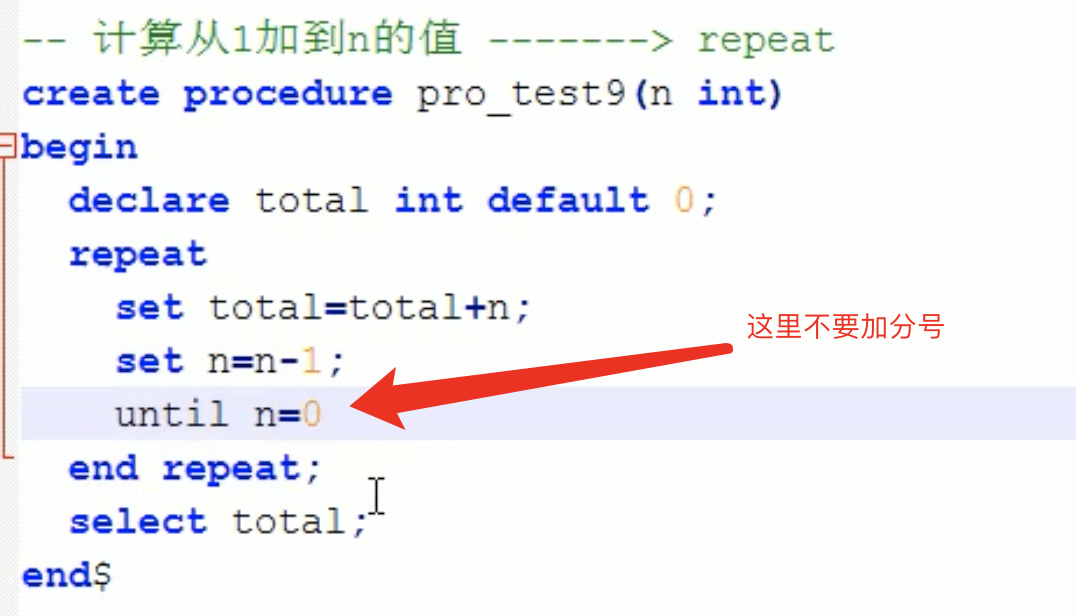 -- 计算从1加到n的值 -------> repeat
create procedure pro_test9(n int)
begin
declare total int default 0;
repeat
set total=total+n;
这里不要加分号
set n=n-1;
until n=0
end repeat;
select total;
end$